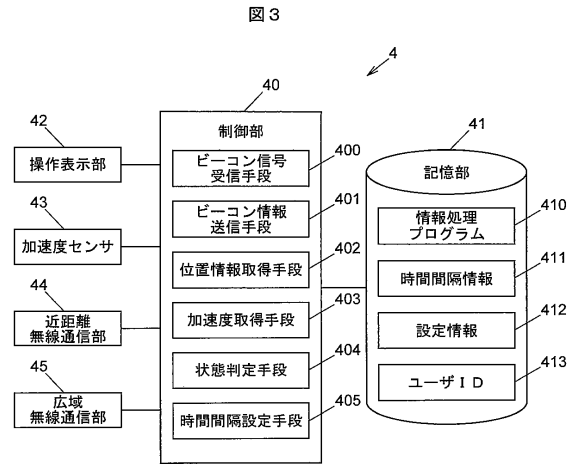 図3
4
40
制御部
ビーコン信号
受信手段
400
ビーコン情報
送信手段
401
位置情報取得手段
402
加速度取得手段
403
状態判定手段
404
時間間隔設定手段
405
42
操作表示部
43
加速度センサ
44
近距離
無線通信部
45
広域
無線通信部
41
記憶部
情報処理
プログラム
410
時間間隔情報
411
設定情報
412
ユーザID
413